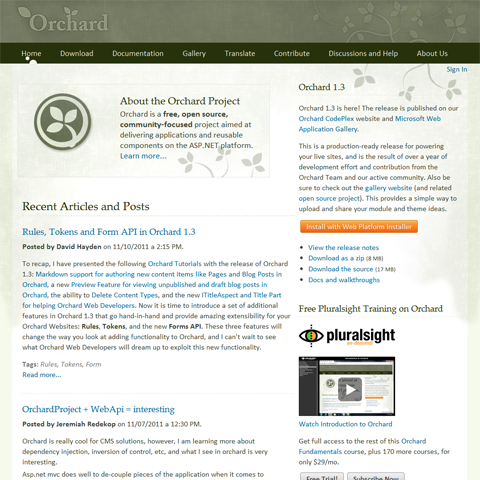 Orchard
Home Download Documentation Gallery Translate Contribute Discussions and Help About Us
Sign In
About the Orchard Project
Orchard is a free, open source,
community-focused project aimed at
delivering applications and reusable
components on the ASP.NET platform.
Learn more...
Recent Articles and Posts
Rules, Tokens and Form API in Orchard 1.3
Posted by David Hayden on 11/10/2011 a 2:15 PM.
To recap, I have presented the following Orchard Tutorials with the release of Orchard
1.3: Markdown support for authoring new content items like Pages and Blog Posts in
Orchard, a new Preview Feature for viewing unpublished and draft blog posts in
Orchard, the ability to Delete Content Types, and the new ITitleAspect and Title Part
for helping Orchard Web Developers. Now it is time to introduce a set of additional
features in Orchard 1.3 that go hand-in-hand and provide amazing extensibility for your
Orchard Websites: Rules, Tokens, and the new Forms API. These three features will
change the way you look at adding functionality to Orchard, and I can't wait to see
what Orchard Web Developers will dream up to exploit this new functionality.
Tags: Rules, Tokens, Form
Read more...
OrchardProject + WebApi = interesting
Posted by Jeremiah Redekop on 11/07/2011 a 12:30 PM.
Orchard is really cool for CMS solutions, however, I am learning more about
dependency injection, inversion of control, etc, and what I see in orchard is very
interesting.
Asp.net mvc does well to de-couple pieces of the application when it comes to
Orchard 1.3
Orchard 1.3 is here! The release is published on our
Orchard CodePlex website and Microsoft Web
Application Gallery.
This is a production-ready release for powering
your live sites, and is the result of over a year of
development effort and contribution from the
Orchard Team and our active community. Also be
sure to check out the gallery website (and related
open source project). This provides a simple way to
upload and share your module and theme ideas.
Install with Web Platform Installer
View the release notes
Download as a zip (8 MB)
Download the source (17 MB)
Docs and walkthroughs
Free Pluralsight Training on Orchard
pluralsight
on-demand!
Watch Introduction to Orchard
Get full access to the rest of this Orchard
Fundamentals course, plus 170 more courses, for
only $29/mo.
Free Trial! Subscribe Now